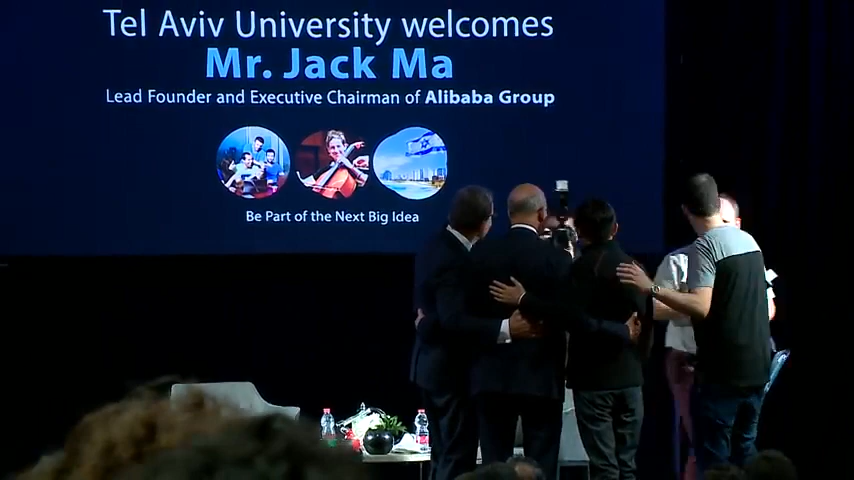 Tel Aviv University welcomes
Mr. Jack Ma
Lead Founder and Executive Chairman of Alibaba Group
Be Part of the Next Big Idea